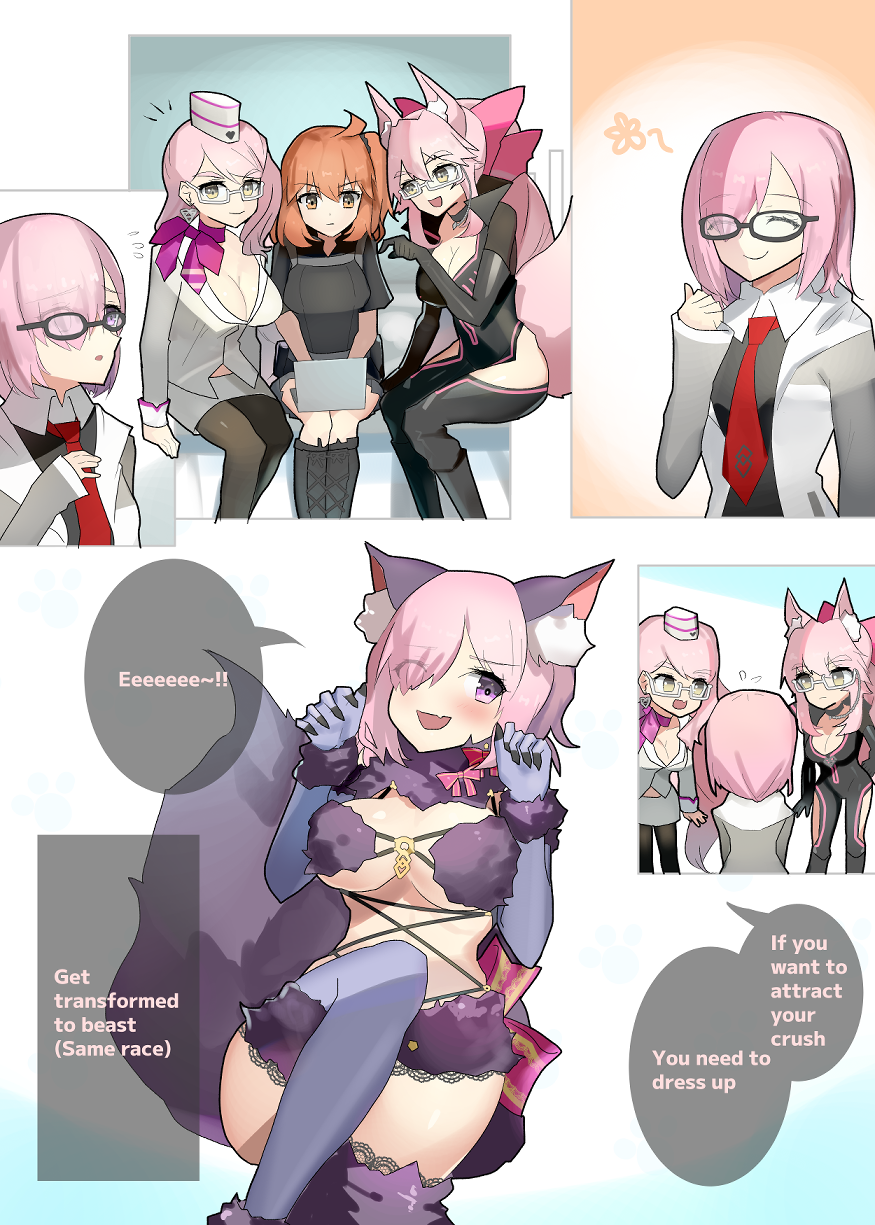 If you
want to
attract
your
crush
You need to
dress up
Eeeeeee~!!
Get
transformed
to beast
(Same race)